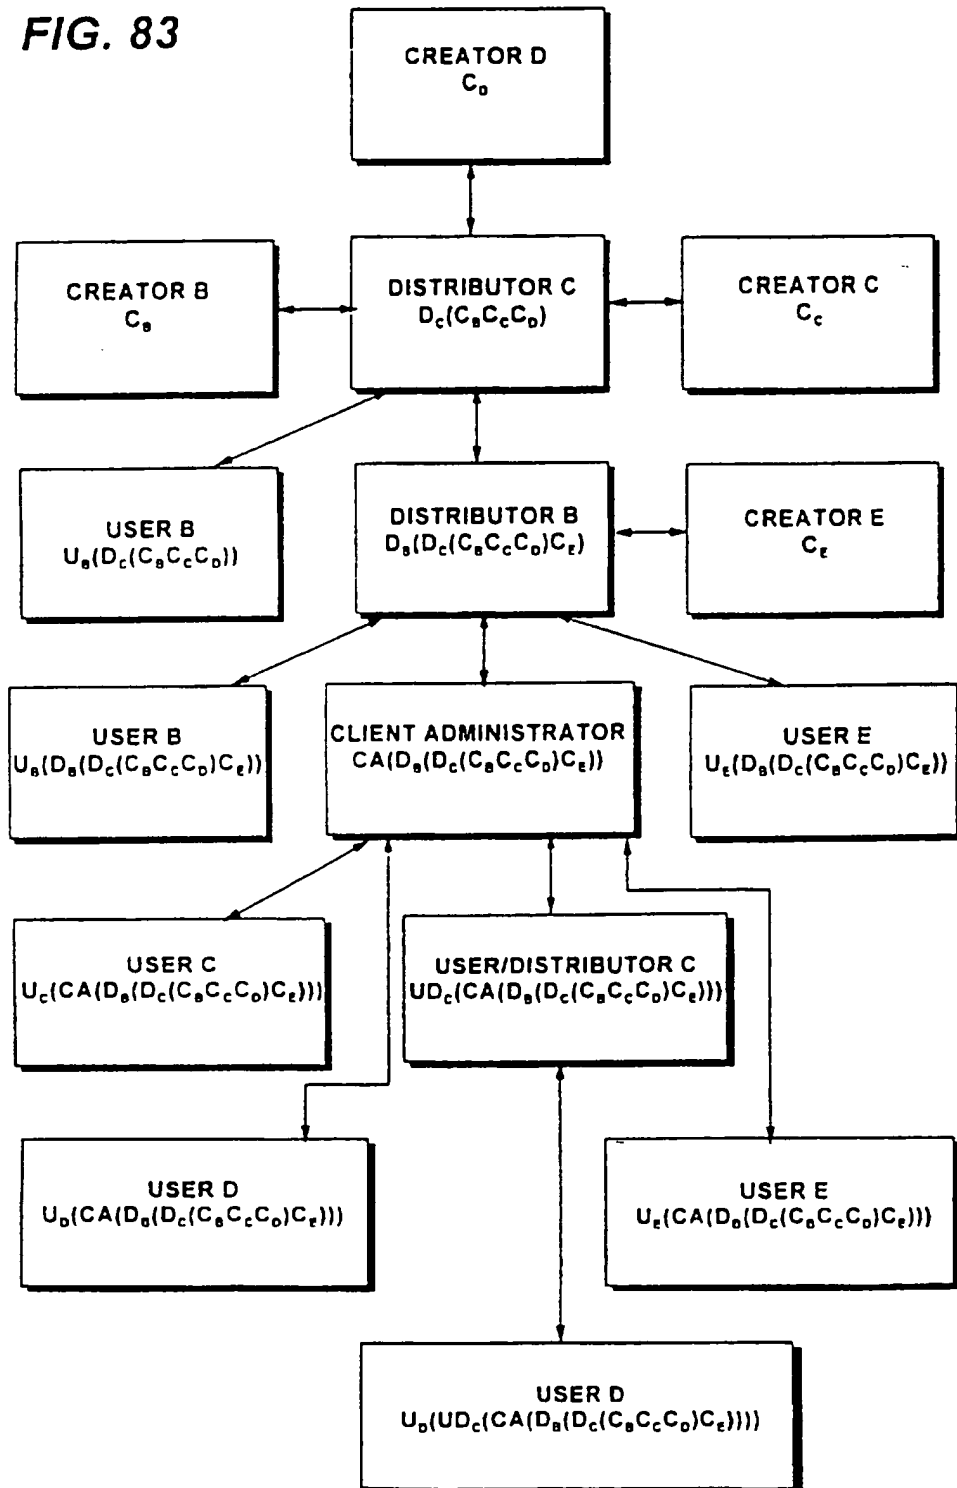 FIG. 83
CREATOR D
C_D
CREATOR B
C_B
DISTRIBUTOR C
D_C(C_BC_CC_D)
CREATOR C
C_C
USER B
U_B(D_C(C_BC_CC_D))
DISTRIBUTOR B
D_B(D_C(C_BC_CC_D)C_E)
CREATOR E
C_E
USER B
U_B(D_B(D_C(C_BC_CC_D)C_E))
CLIENT ADMINISTRATOR
CA(D_B(D_C(C_BC_CC_D)C_E))
USER E
U_E(D_B(D_C(C_BC_CC_D)C_E))
USER C
U_C(CA(D_B(D_C(C_BC_CC_D)C_E)))
USER/DISTRIBUTOR C
UD_C(CA(D_B(D_C(C_BC_CC_D)C_E)))
USER D
U_D(CA(D_B(D_C(C_BC_CC_D)C_E)))
USER E
U_E(CA(D_B(D_C(C_BC_CC_D)C_E)))
USER D
U_D(UD_C(CA(D_B(D_C(C_BC_CC_D)C_E))))